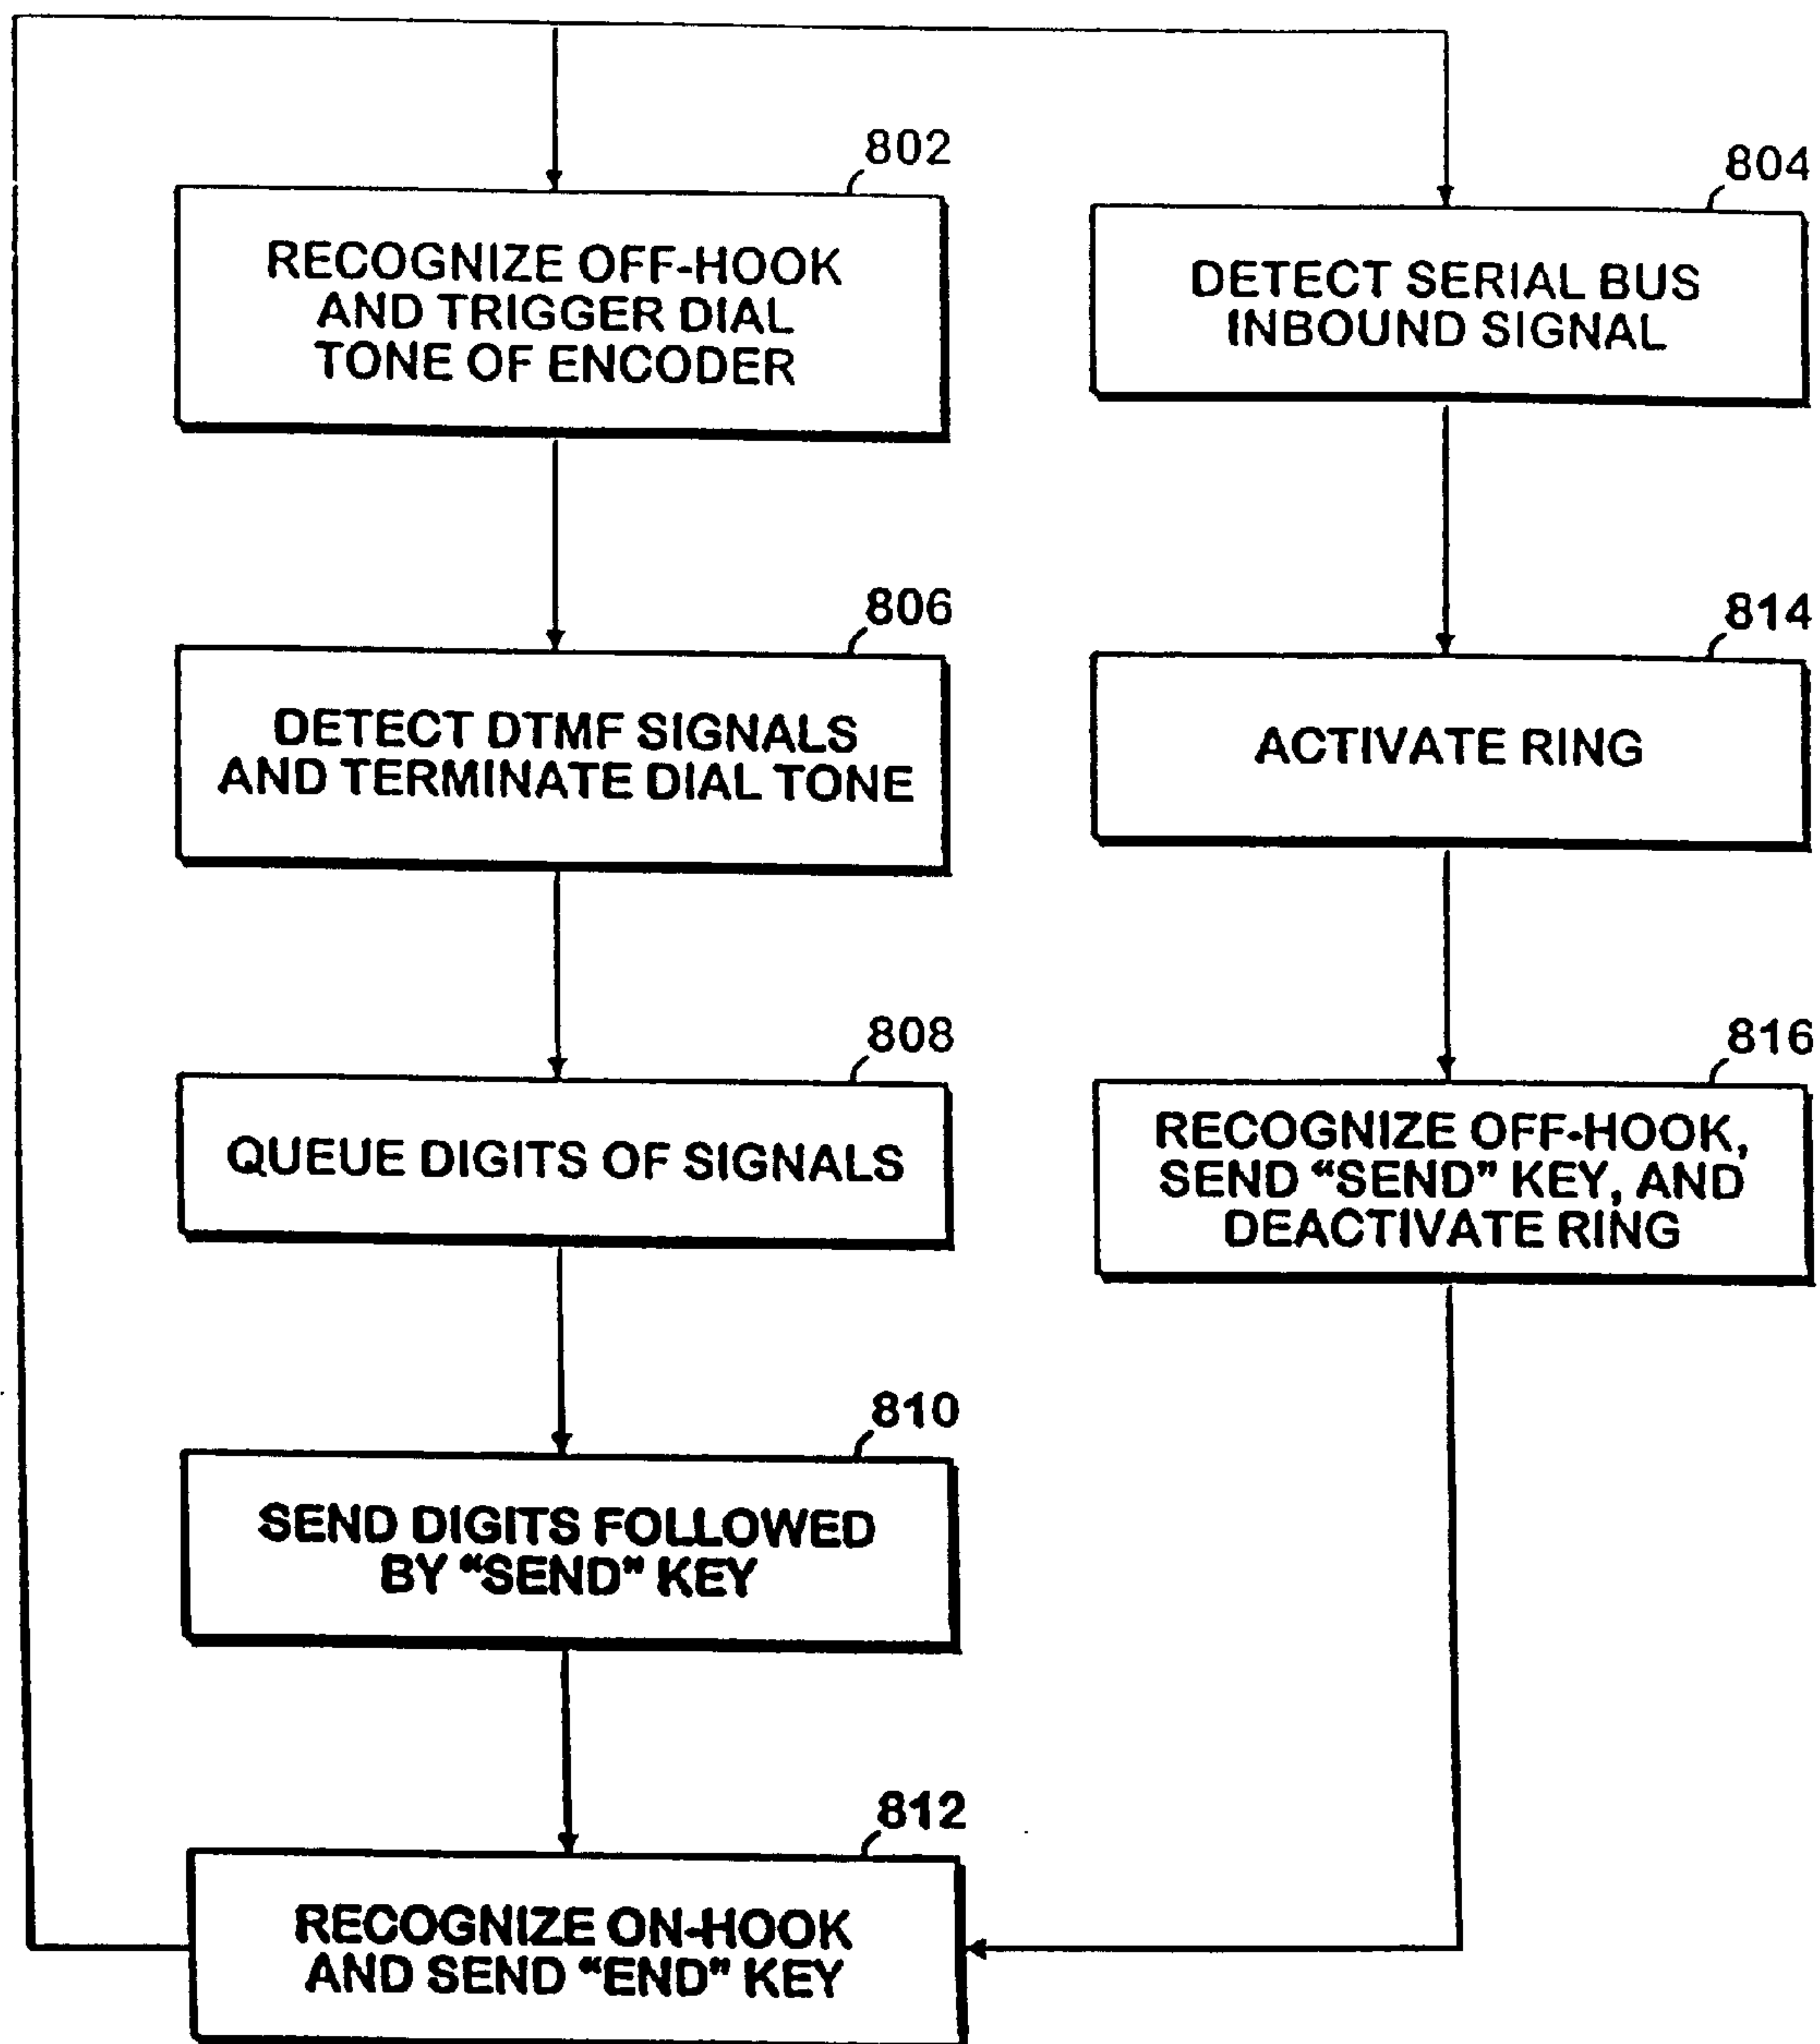 802
RECOGNIZE OFF-HOOK
AND TRIGGER DIAL
TONE OF ENCODER
804
DETECT SERIAL BUS
INBOUND SIGNAL
806
DETECT DTMF SIGNALS
AND TERMINATE DIAL TONE
814
ACTIVATE RING
808
QUEUE DIGITS OF SIGNALS
816
RECOGNIZE OFF-HOOK,
SEND “SEND” KEY, AND
DEACTIVATE RING
810
SEND DIGITS FOLLOWED
BY “SEND” KEY
812
RECOGNIZE ON-HOOK
AND SEND “END” KEY